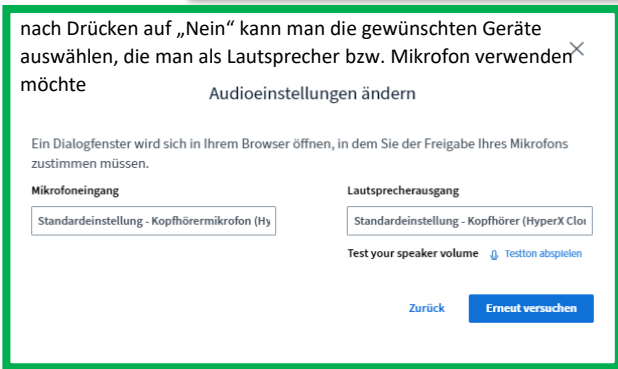 nach Drücken auf „Nein“ kann man die gewünschten Geräte
auswählen, die man als Lautsprecher bzw. Mikrofon verwenden
möchte
Audioeinstellungen ändern
Ein Dialogfenster wird sich in Ihrem Browser öffnen, in dem Sie der Freigabe Ihres Mikrofons
zustimmen müssen.
Mikrofoneingang
Lautsprecherausgang
Standardeinstellung - Kopfhörermikrofon (Hy
Standardeinstellung - Kopfhörer (HyperX Clou
Test your speaker volume Testton abspielen
Zurück
Erneut versuchen